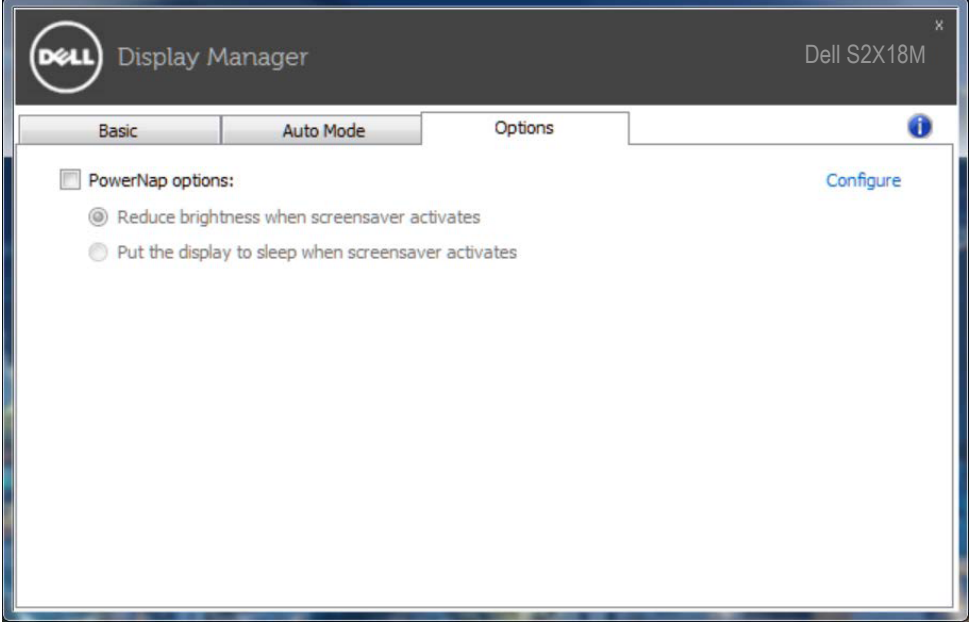 DELL Display Manager
x
Dell S2X18M
Basic Auto Mode Options
PowerNap options: Configure
Reduce brightness when screensaver activates
Put the display to sleep when screensaver activates